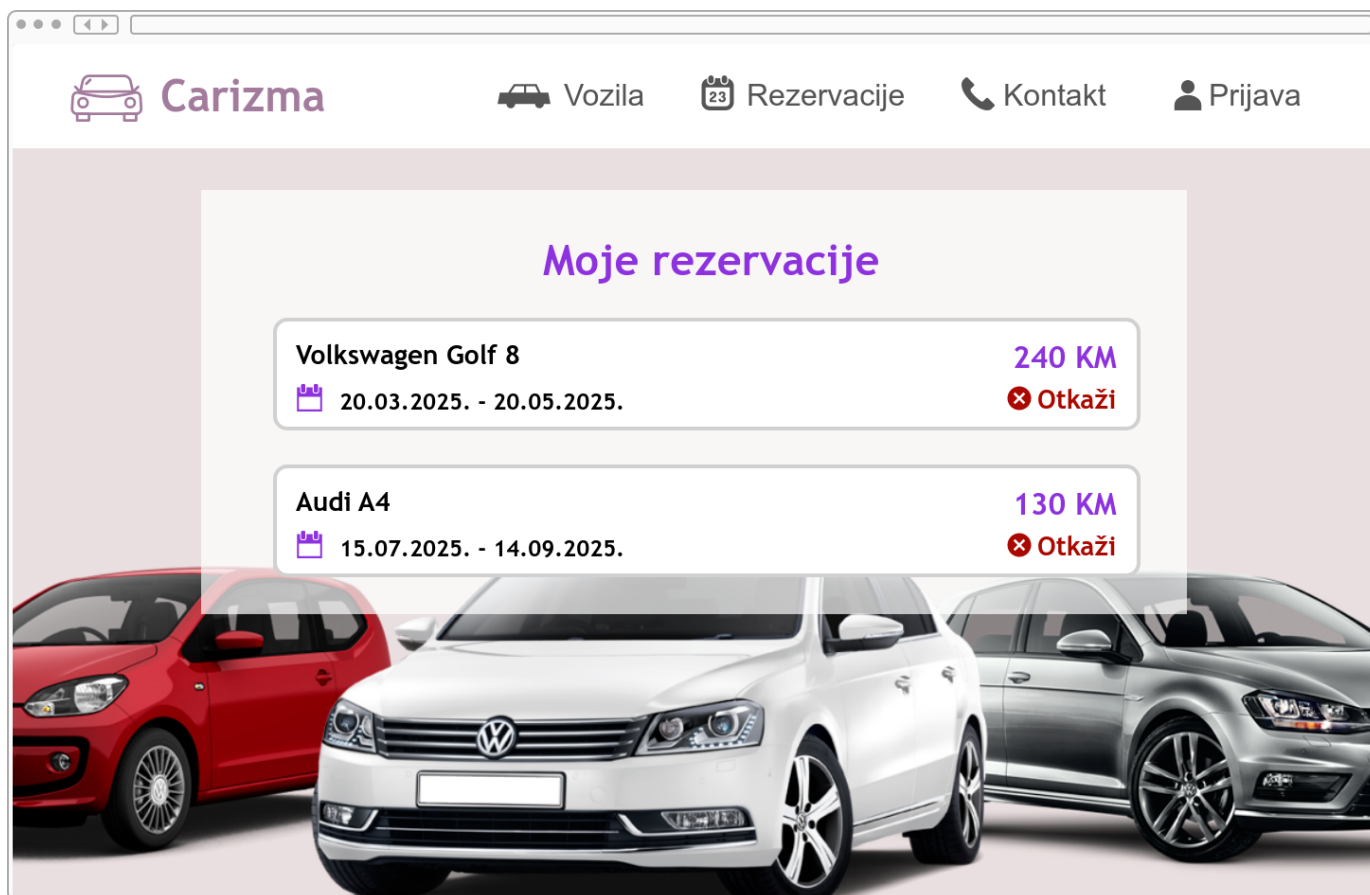 Carizma
Vozila
23
Rezervacije
Kontakt
Prijava
Moje rezervacije
Volkswagen Golf 8
240 KM
20.03.2025. - 20.05.2025.
Otkaži
Audi A4
130 KM
15.07.2025. - 14.09.2025.
Otkaži